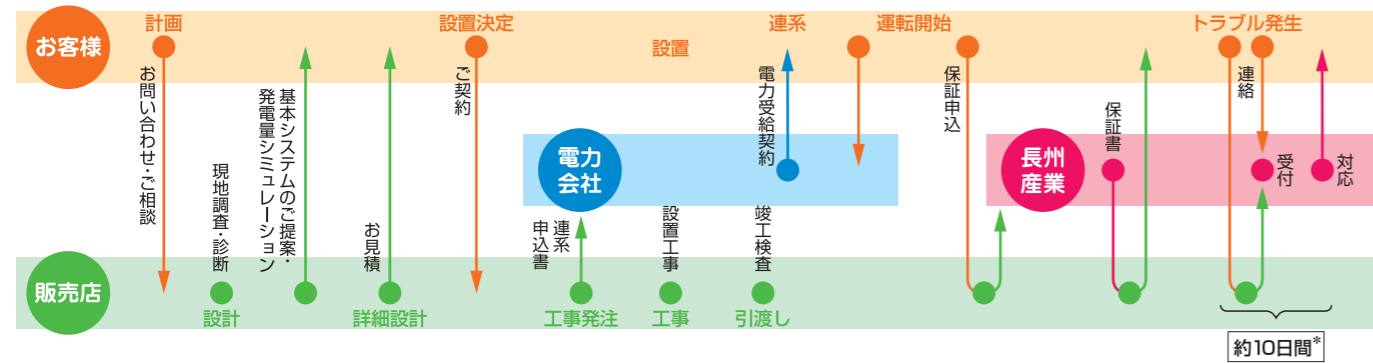 お客様
計画
設置決定
設置
連系
運転開始
トラブル発生
お問い合わせ・ご相談
現地調査・診断
基本システムのご提案・
発電量シミュレーション
お見積
ご契約
電力
会社
連系
申込書
設置工事
竣工検査
電力受給契約
保証申込
長州
産業
保証書
連絡
受付
対応
販売店
設計
詳細設計
工事発注
工事
引渡し
約10日間*